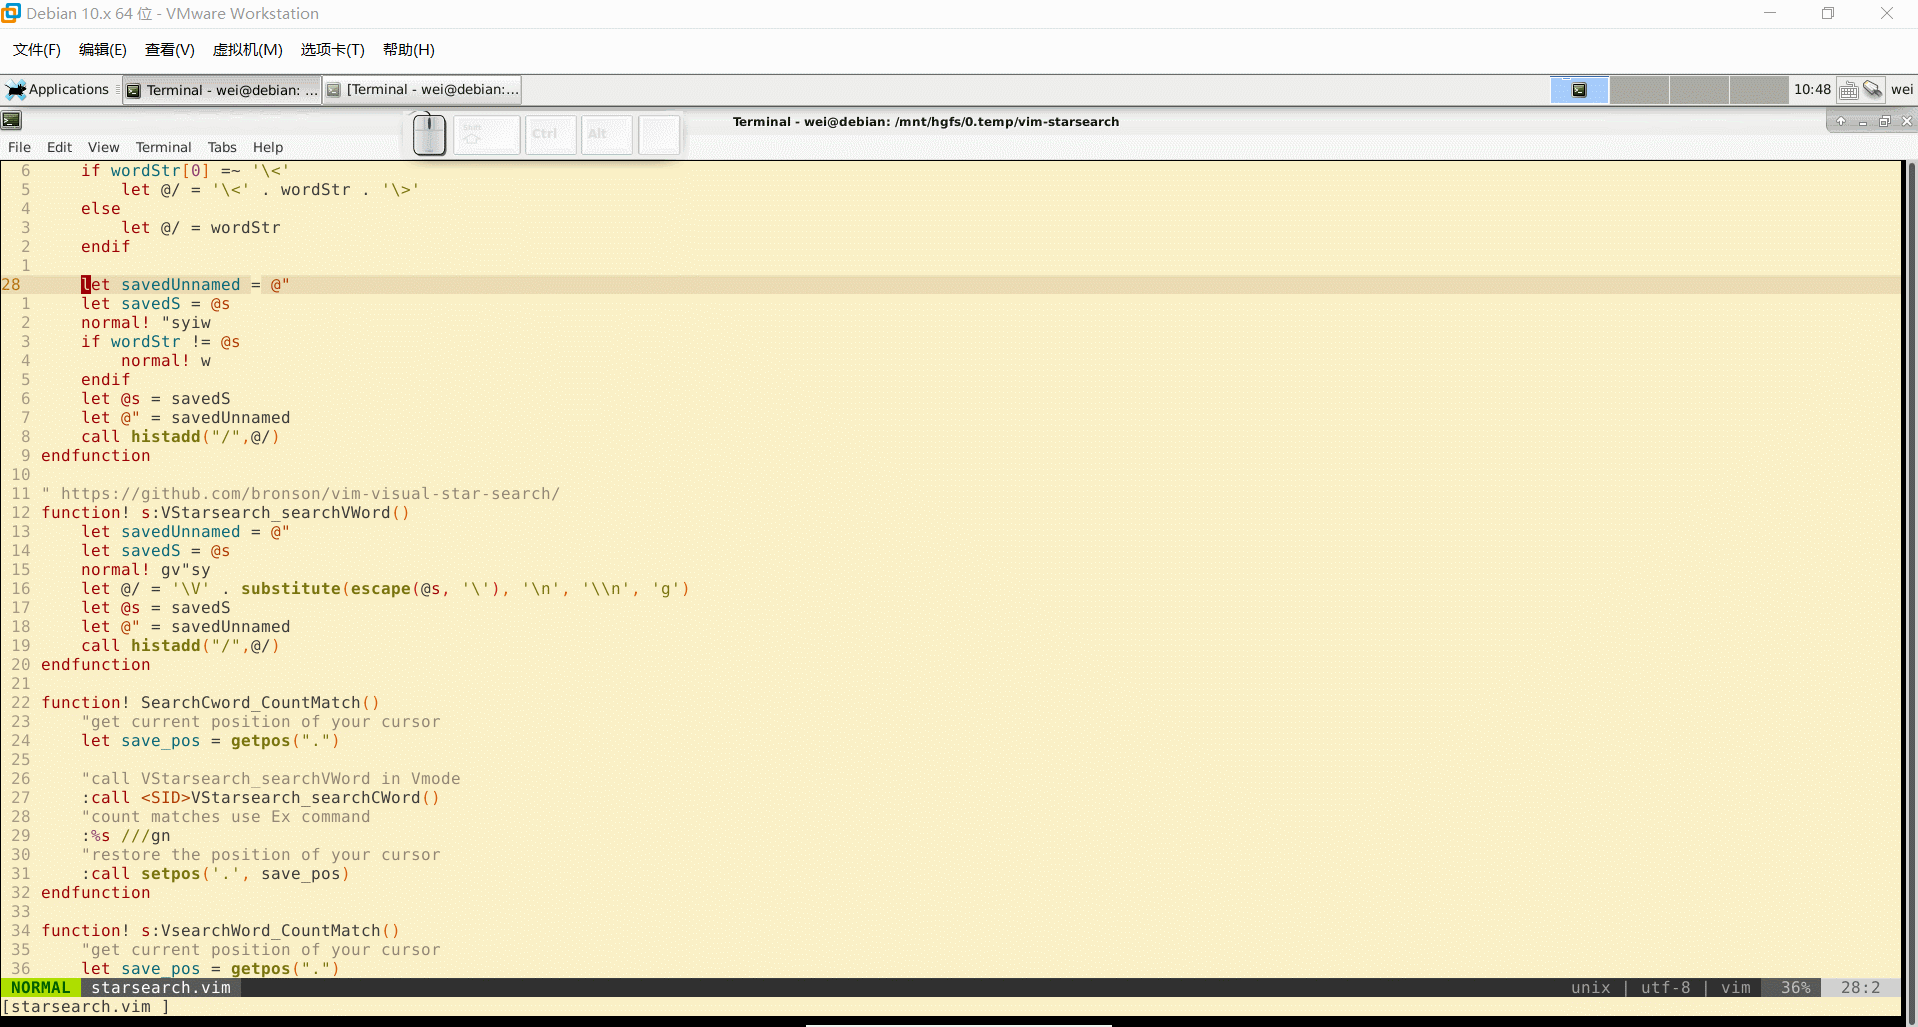 Debian 10.x 64 位 - VMware Workstation
文件(F) 编辑(E) 查看(V) 虚拟机(M) 选项卡(T) 帮助(H)
Applications Terminal - wei@debian: ... [Terminal - wei@debian:... 10:48 wei
Terminal - wei@debian: /mnt/hgfs/0.temp/vim-starsearch
Shift Ctrl Alt
File Edit View Terminal Tabs Help
6     if wordStr[0] =~ '\<'
5         let @/ = '\<' . wordStr . '\>'
4     else
3         let @/ = wordStr
2     endif
1
28     let savedUnnamed = @"
1     let savedS = @s
2     normal! "syiw
3     if wordStr != @s
4         normal! w
5     endif
6     let @s = savedS
7     let @" = savedUnnamed
8     call histadd("/",@/)
9 endfunction
10
11 " https://github.com/bronson/vim-visual-star-search/
12 function! s:VStarsearch_searchVWord()
13     let savedUnnamed = @"
14     let savedS = @s
15     normal! gv"sy
16     let @/ = '\V' . substitute(escape(@s, '\'), '\n', '\\n', 'g')
17     let @s = savedS
18     let @" = savedUnnamed
19     call histadd("/",@/)
20 endfunction
21
22 function! SearchCword_CountMatch()
23     "get current position of your cursor
24     let save_pos = getpos(".")
25
26     "call VStarsearch_searchVWord in Vmode
27     :call <SID>VStarsearch_searchCWord()
28     "count matches use Ex command
29     :%s ///gn
30     "restore the position of your cursor
31     :call setpos('.', save_pos)
32 endfunction
33
34 function! s:VsearchWord_CountMatch()
35     "get current position of your cursor
36     let save_pos = getpos(".")
NORMAL starsearch.vim unix | utf-8 | vim 36% 28:2
[starsearch.vim ]